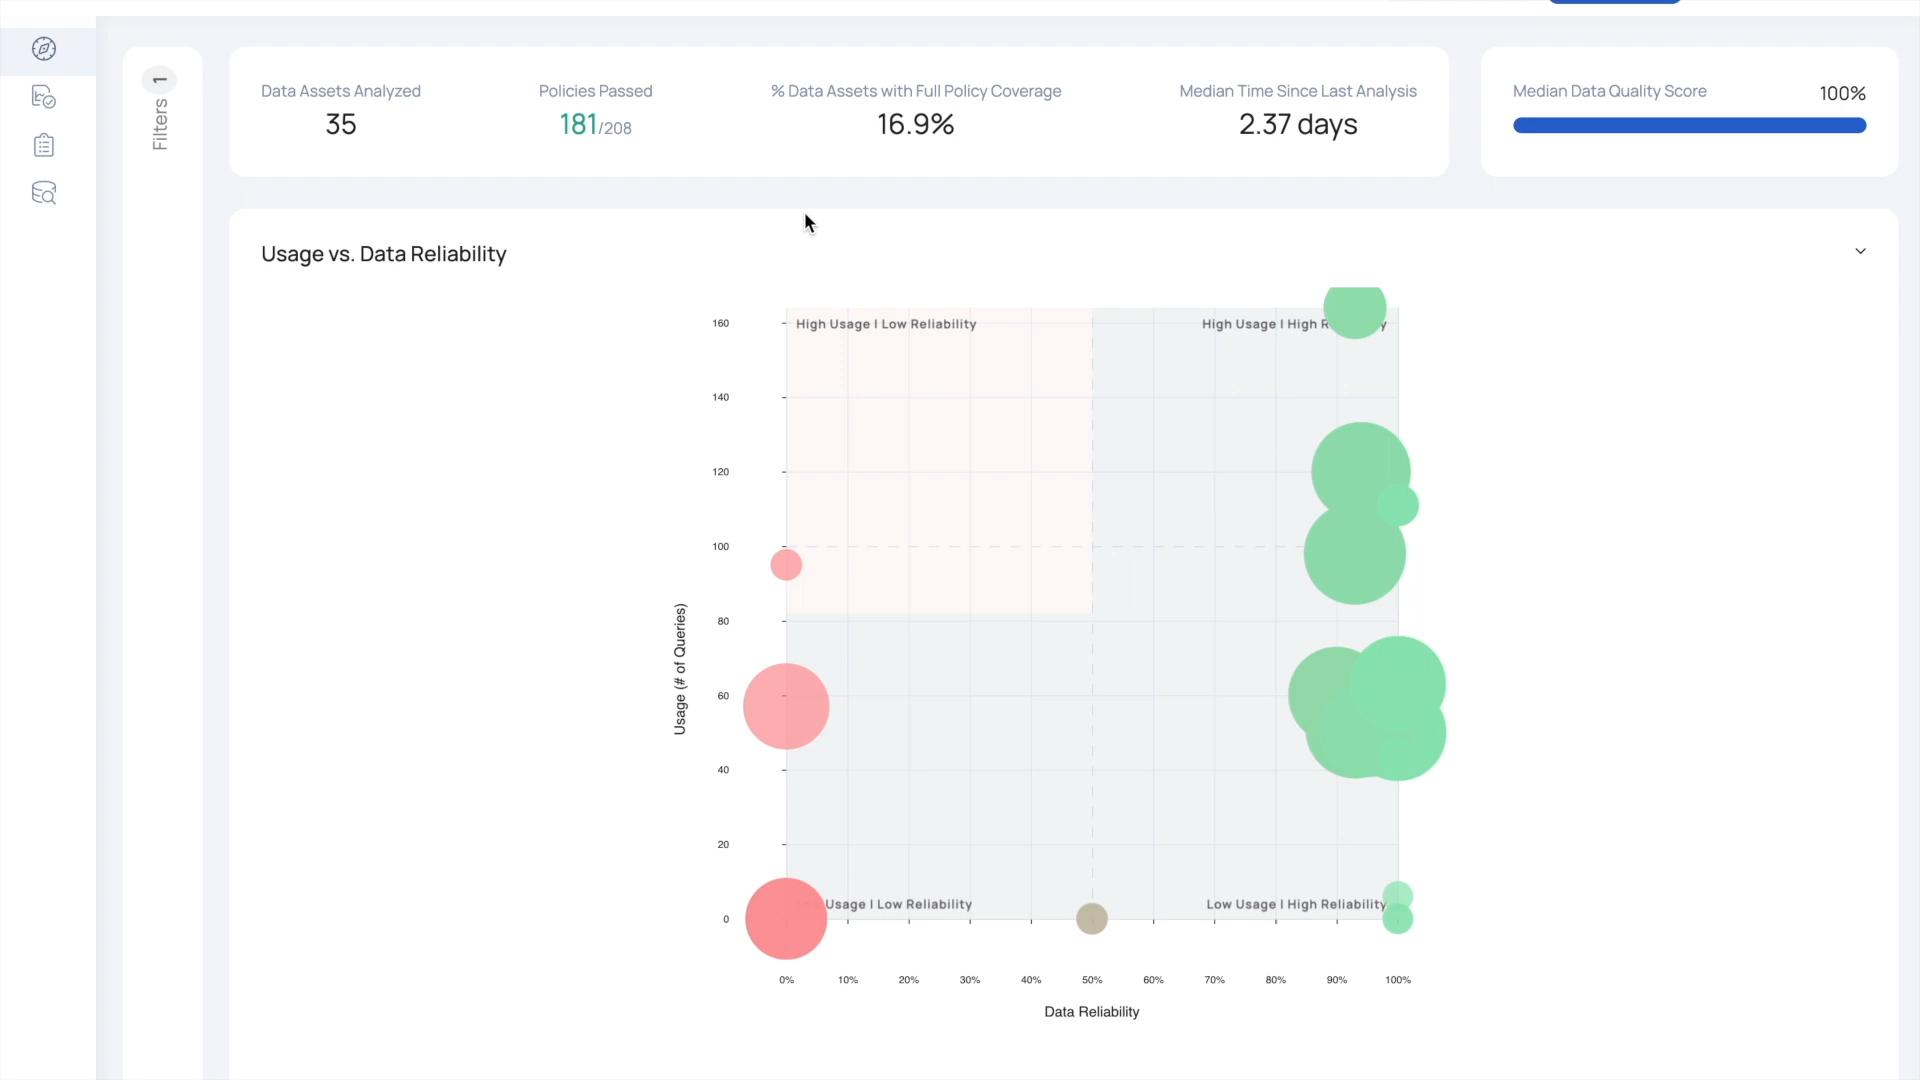 1
Filters
Data Assets Analyzed
35
Policies Passed
181/208
% Data Assets with Full Policy Coverage
16.9%
Median Time Since Last Analysis
2.37 days
Median Data Quality Score
100%
Usage vs. Data Reliability
High Usage | Low Reliability
High Usage | High
160
140
120
100
80
60
40
20
0
Usage (# of Queries)
Usage | Low Reliability
Low Usage | High Reliability
0%
10%
20%
30%
40%
50%
60%
70%
80%
90%
100%
Data Reliability